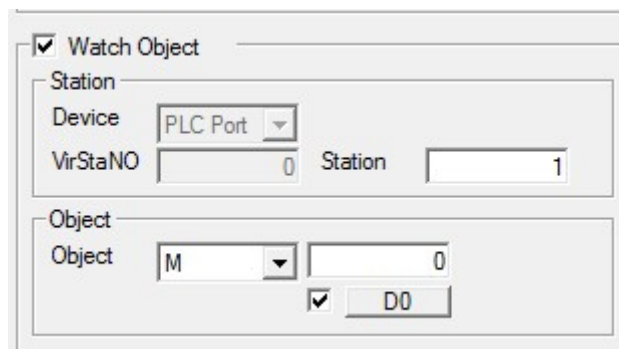 Watch Object
Station
Device PLC Port
VirStaNO 0 Station 1
Object
Object M 0
D0